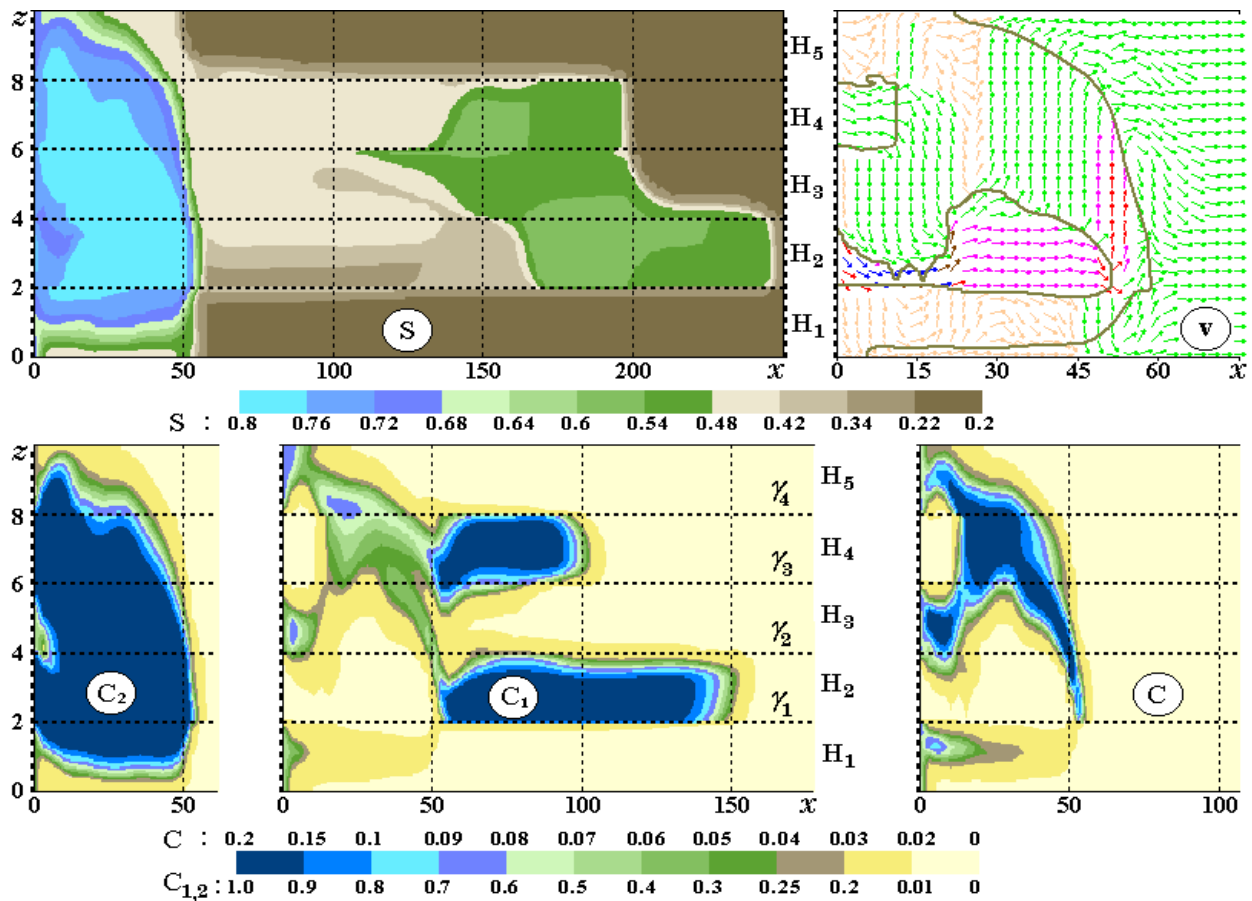 z
8
6
4
2
0
0 50 100 150 200 x
S
H₅
H₄
H₃
H₂
H₁
v
0 15 30 45 60 x
S : 0.8 0.76 0.72 0.68 0.64 0.6 0.54 0.48 0.42 0.34 0.22 0.2
z
8
6
4
2
0
0 50
C₂
0 50 100 150 x
C₁
γ₄
γ₃
γ₂
γ₁
H₅
H₄
H₃
H₂
H₁
C
0 50 100
C : 0.2 0.15 0.1 0.09 0.08 0.07 0.06 0.05 0.04 0.03 0.02 0
C₁,₂ : 1.0 0.9 0.8 0.7 0.6 0.5 0.4 0.3 0.25 0.2 0.01 0